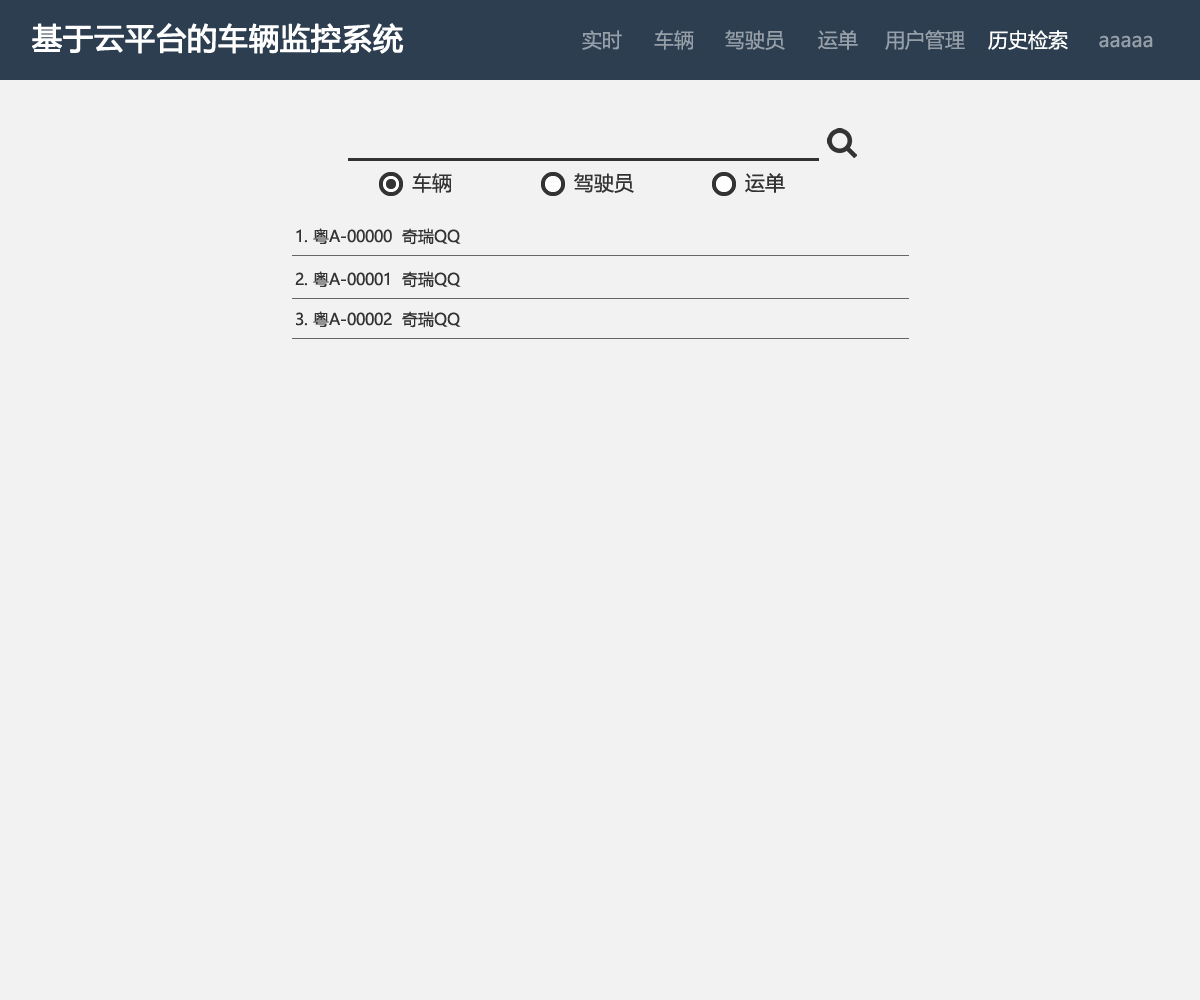 基于云平台的车辆监控系统 实时 车辆 驾驶员 运单 用户管理 历史检索 aaaaa
车辆 驾驶员 运单
1. 粤A-00000 奇瑞QQ
2. 粤A-00001 奇瑞QQ
3. 粤A-00002 奇瑞QQ